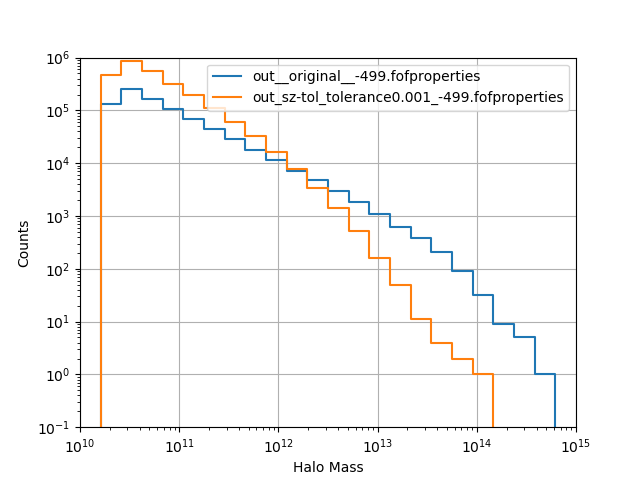 10^6
10^5
10^4
10^3
10^2
10^1
10^0
10^-1
Counts
out__original__-499.fofproperties
out_sz-tol_tolerance0.001_-499.fofproperties
10^10 10^11 10^12 10^13 10^14 10^15
Halo Mass